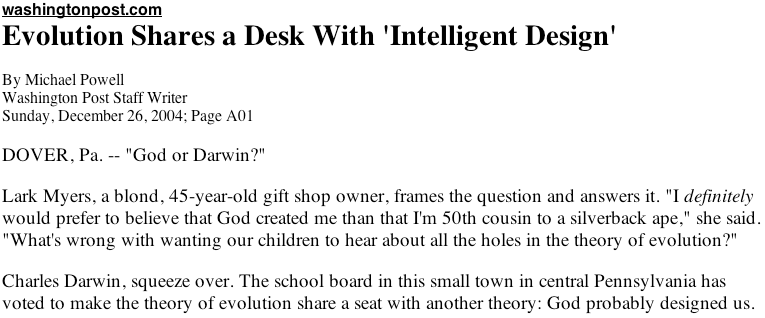 washingtonpost.com
Evolution Shares a Desk With 'Intelligent Design'
By Michael Powell
Washington Post Staff Writer
Sunday, December 26, 2004; Page A01
DOVER, Pa. -- "God or Darwin?"
Lark Myers, a blond, 45-year-old gift shop owner, frames the question and answers it. "I definitely
would prefer to believe that God created me than that I'm 50th cousin to a silverback ape," she said.
"What's wrong with wanting our children to hear about all the holes in the theory of evolution?"
Charles Darwin, squeeze over. The school board in this small town in central Pennsylvania has
voted to make the theory of evolution share a seat with another theory: God probably designed us.